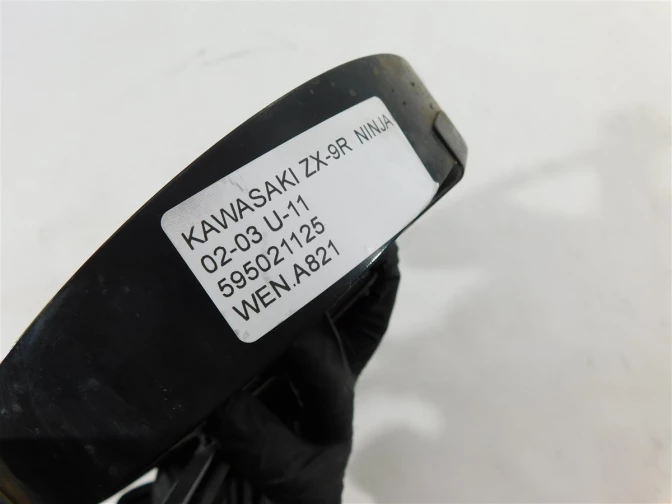 KAWASAKI ZX-9R NINJA
02-03 U-11
595021125
WEN.A821